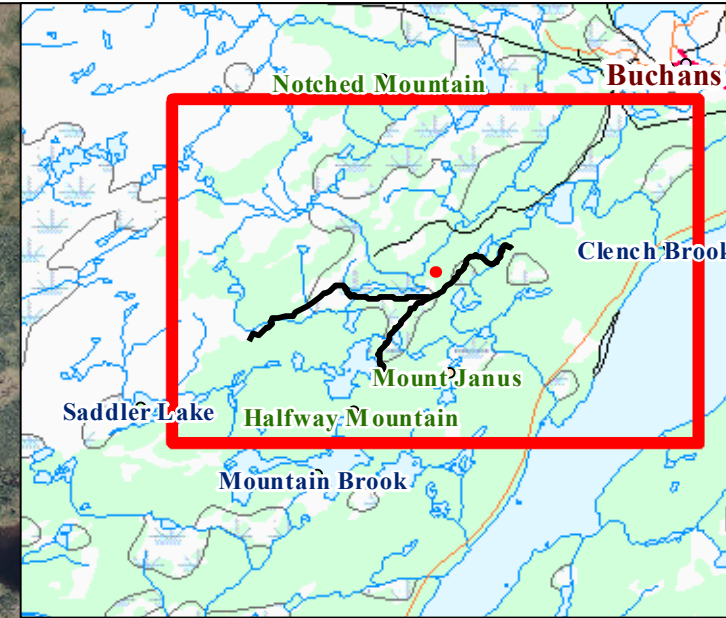 Notched Mountain
Buchans
Clench Brook
Mount Janus
Saddler Lake
Halfway Mountain
Mountain Brook